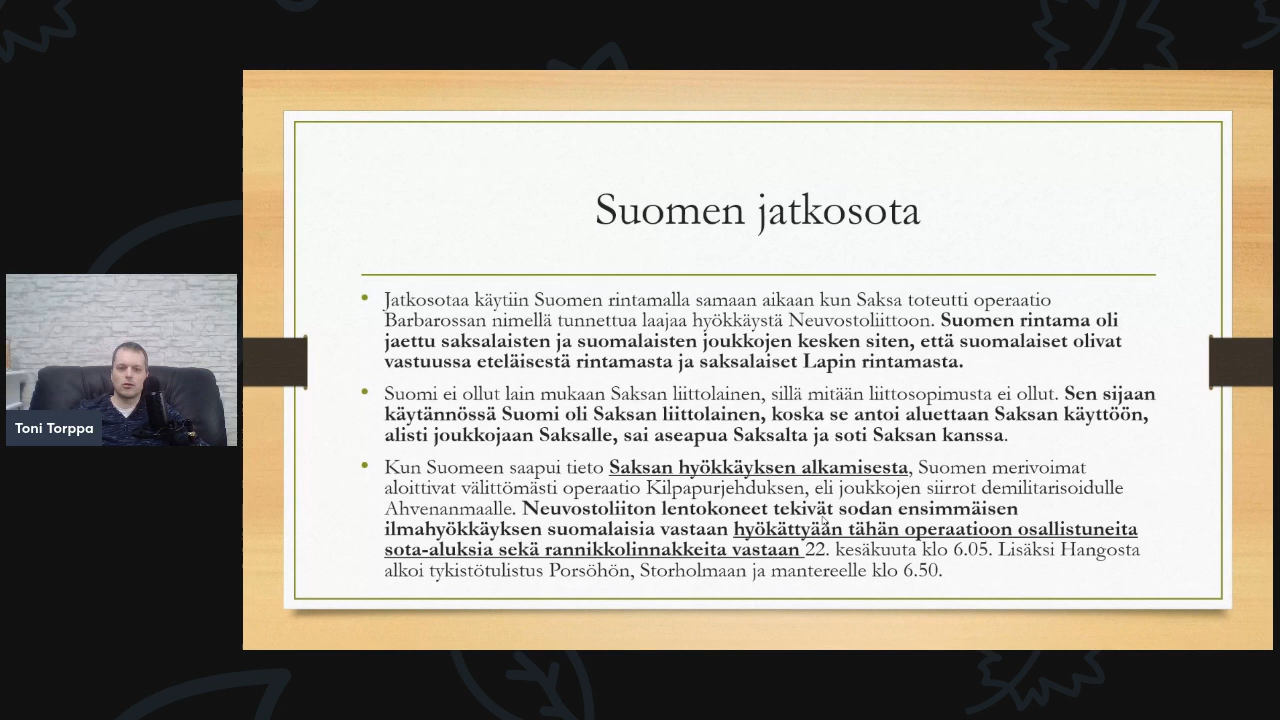 Suomen jatkosota
Jatkosotaa käytiin Suomen rintamalla samaan aikaan kun Saksa toteutti operaatio
Barbarossan nimellä tunnettua laajaa hyökkäystä Neuvostoliittoon. Suomen rintama oli
jaettu saksalaisten ja suomalaisten joukkojen kesken siten, että suomalaiset olivat
vastuussa eteläisestä rintamasta ja saksalaiset Lapin rintamasta.
Suomi ei ollut lain mukaan Saksan liittolainen, sillä mitään liittosopimusta ei ollut. Sen sijaan
käytännössä Suomi oli Saksan liittolainen, koska se antoi aluettaan Saksan käyttöön,
alisti joukkojaan Saksalle, sai aseapua Saksalta ja soti Saksan kanssa.
Kun Suomeen saapui tieto Saksan hyökkäyksen alkamisesta, Suomen merivoimat
aloittivat välittömästi operaatio Kilpapurjehduksen, eli joukkojen siirrot demilitarisoidulle
Ahvenanmaalle. Neuvostoliiton lentokoneet tekivät sodan ensimmäisen
ilmahyökkäyksen suomalaisia vastaan hyökättyään tähän operaatioon osallistuneita
sota-aluksia sekä rannikkolinnakkeita vastaan 22. kesäkuuta klo 6.05. Lisäksi Hangosta
alkoi tykistötulistus Porsöhön, Storholmaan ja mantereelle klo 6.50.
Toni Torppa